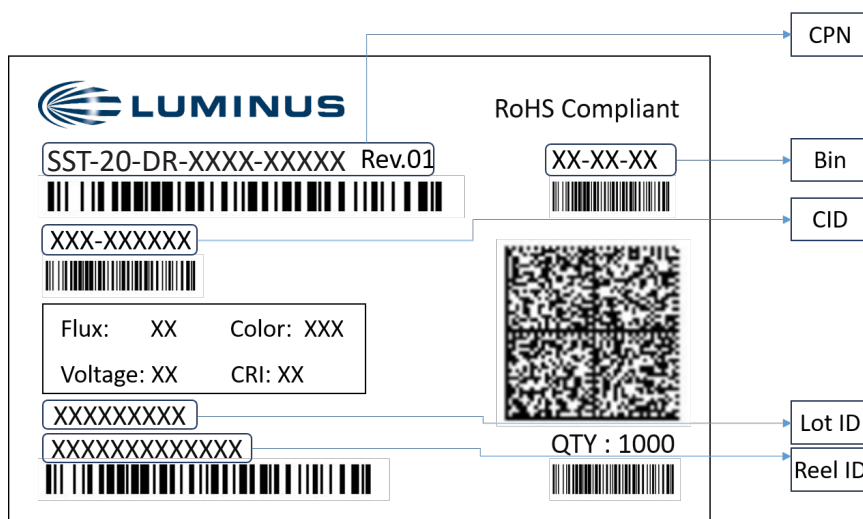 CPN
LUMINUS
RoHS Compliant
SST-20-DR-XXXX-XXXXX Rev.01
XX-XX-XX
Bin
XXX-XXXXXX
CID
Flux: XX Color: XXX
Voltage: XX CRI: XX
XXXXXXXXX
Lot ID
XXXXXXXXXXXXX
QTY : 1000
Reel ID